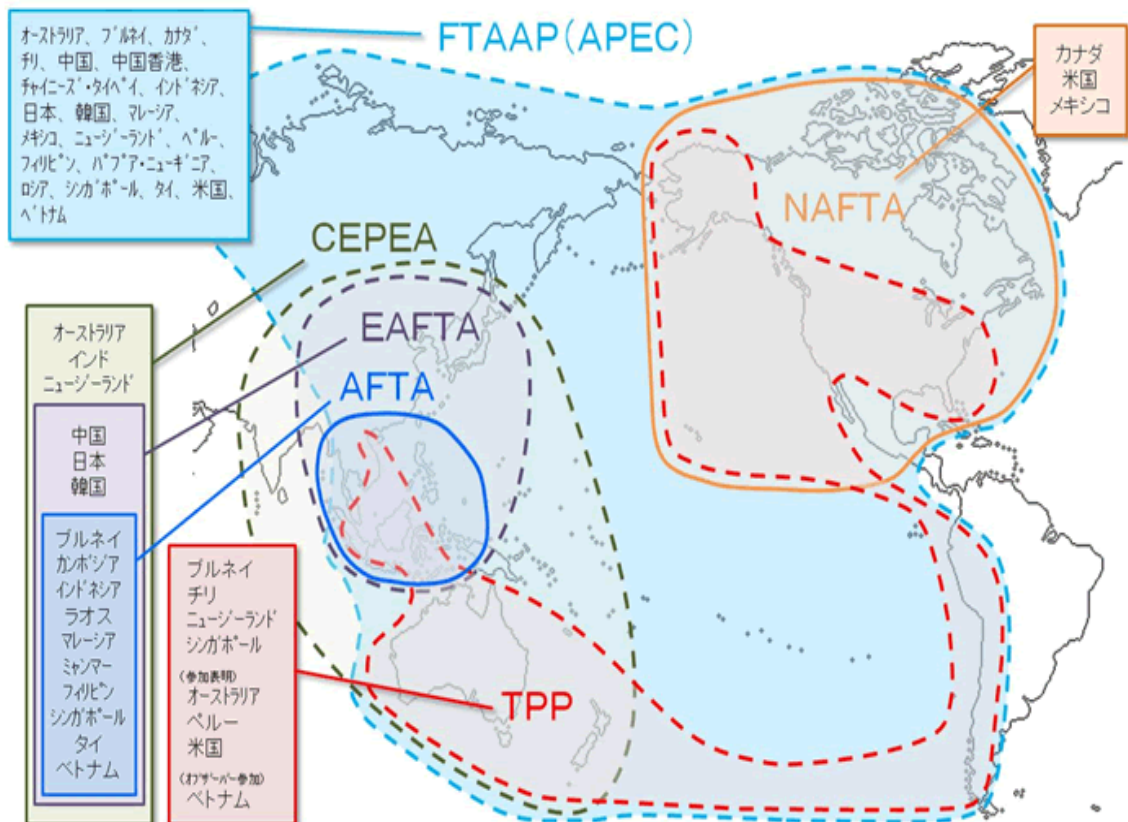 オーストラリア、ブルネイ、カナダ、
チリ、中国、中国香港、
チャイニーズ・タイペイ、インドネシア、
日本、韓国、マレーシア、
メキシコ、ニュージーランド、ペルー、
フィリピン、パプア・ニューギニア、
ロシア、シンガポール、タイ、米国、
ベトナム
FTAAP(APEC)
カナダ
米国
メキシコ
NAFTA
CEPEA
EAFTA
AFTA
オーストラリア
インド
ニュージーランド
中国
日本
韓国
ブルネイ
カンボジア
インドネシア
ラオス
マレーシア
ミャンマー
フィリピン
シンガポール
タイ
ベトナム
ブルネイ
チリ
ニュージーランド
シンガポール
(参加表明)
オーストラリア
ペルー
米国
(オブザーバー参加)
ベトナム
TPP